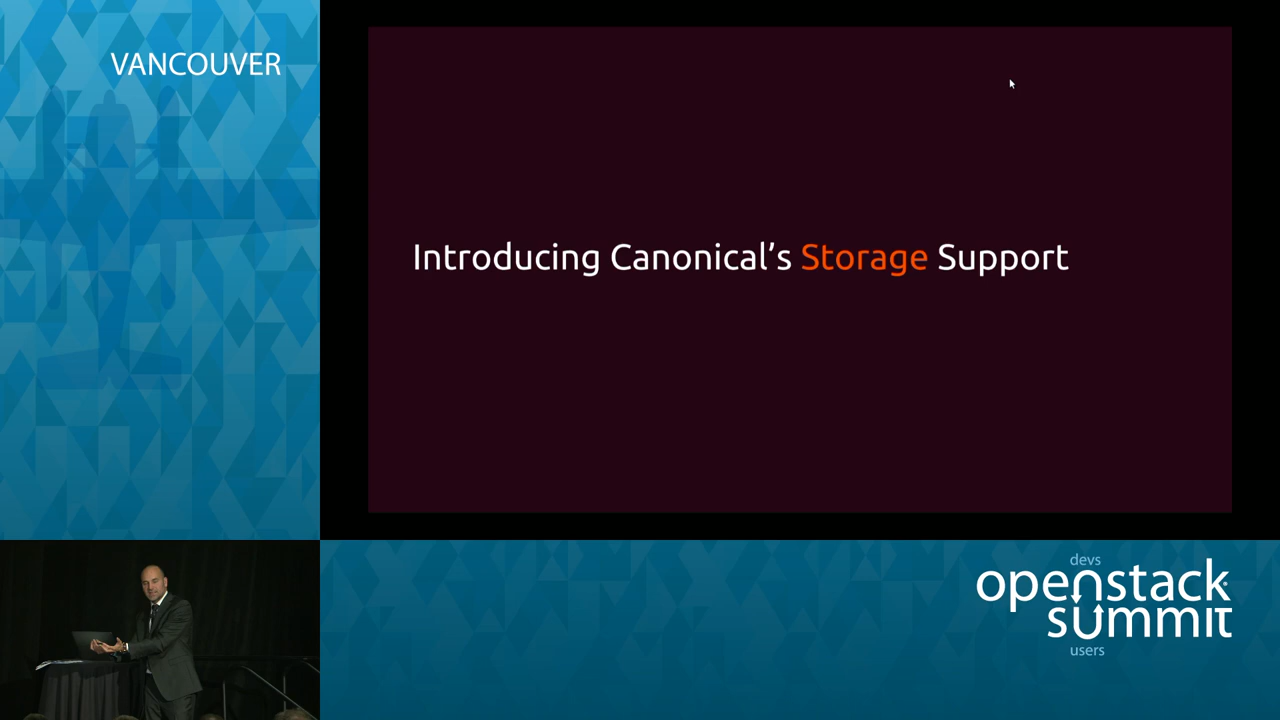 VANCOUVER
Introducing Canonical’s Storage Support
devs
openstack
summit
users